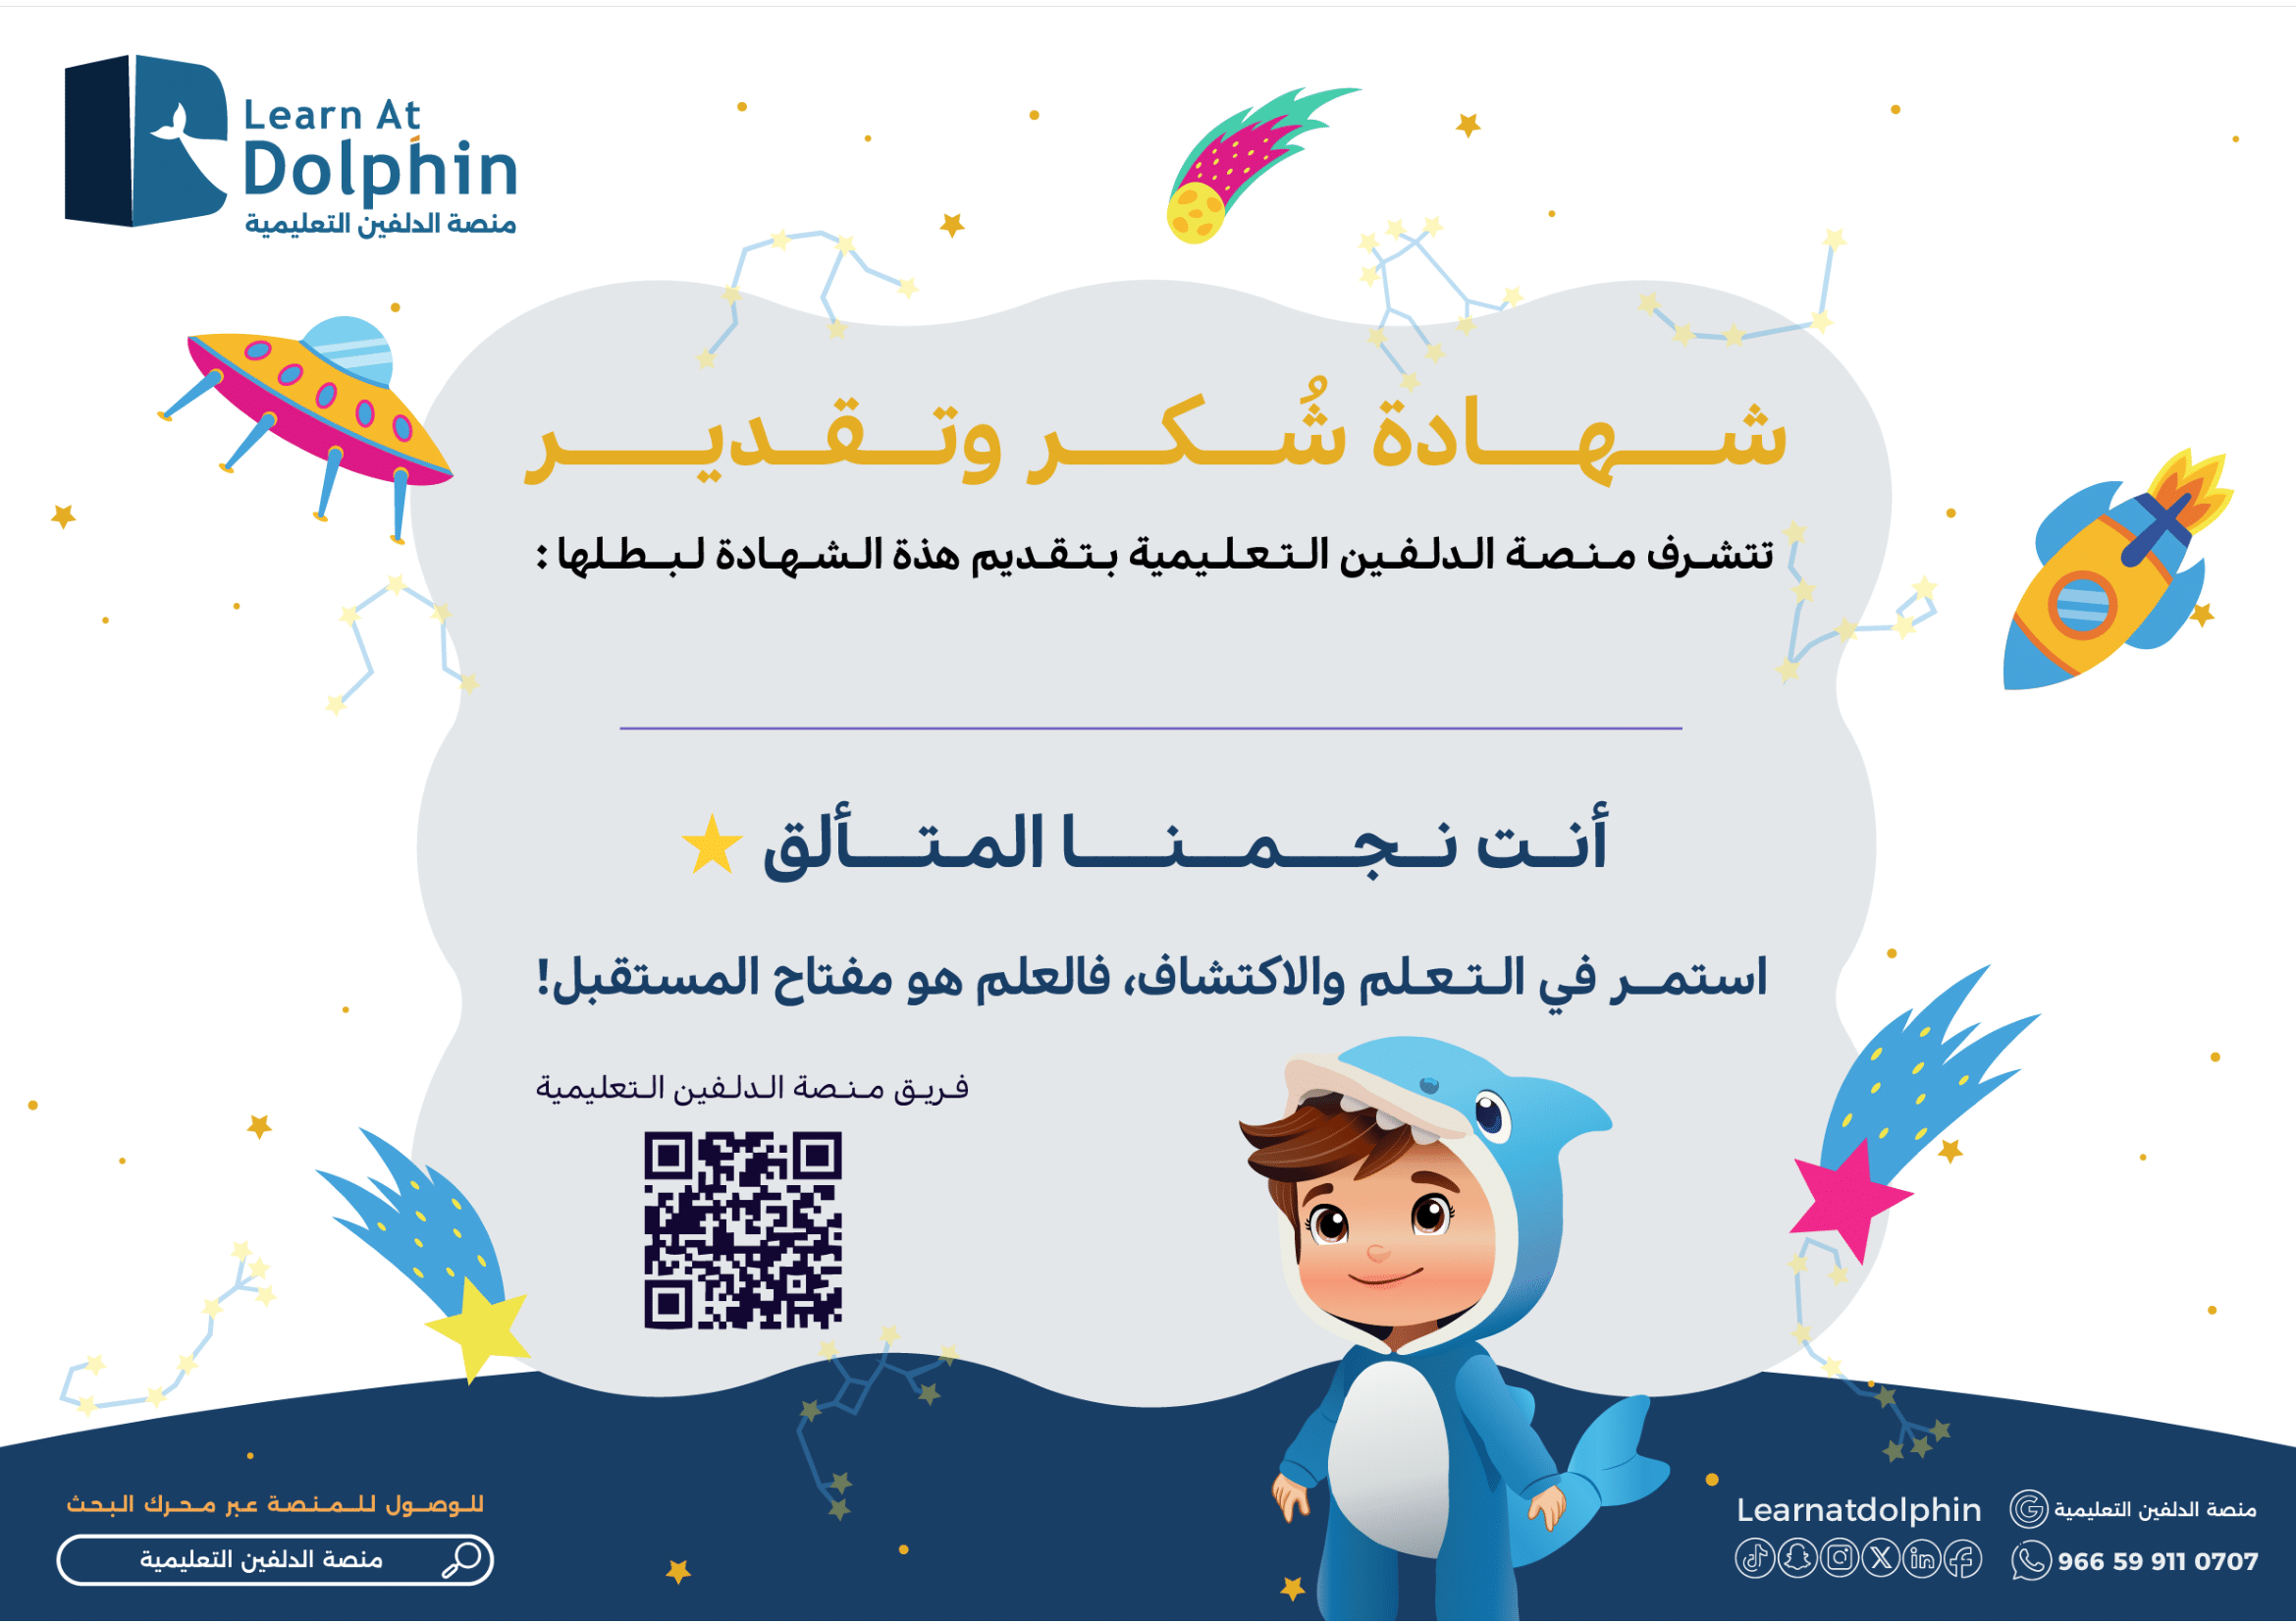 Learn At
Dolphin
منصة الدلفين التعليمية
شهادة شُكر وتقدير
تتشرف منصة الدلفين التعليمية بتقديم هذة الشهادة لبطلها :
أنت نجمنا المتألق
استمر في التعلم والاكتشاف، فالعلم هو مفتاح المستقبل!
فريق منصة الدلفين التعليمية
للوصول للمنصة عبر محرك البحث
منصة الدلفين التعليمية
Learnatdolphin
منصة الدلفين التعليمية
966 59 911 0707